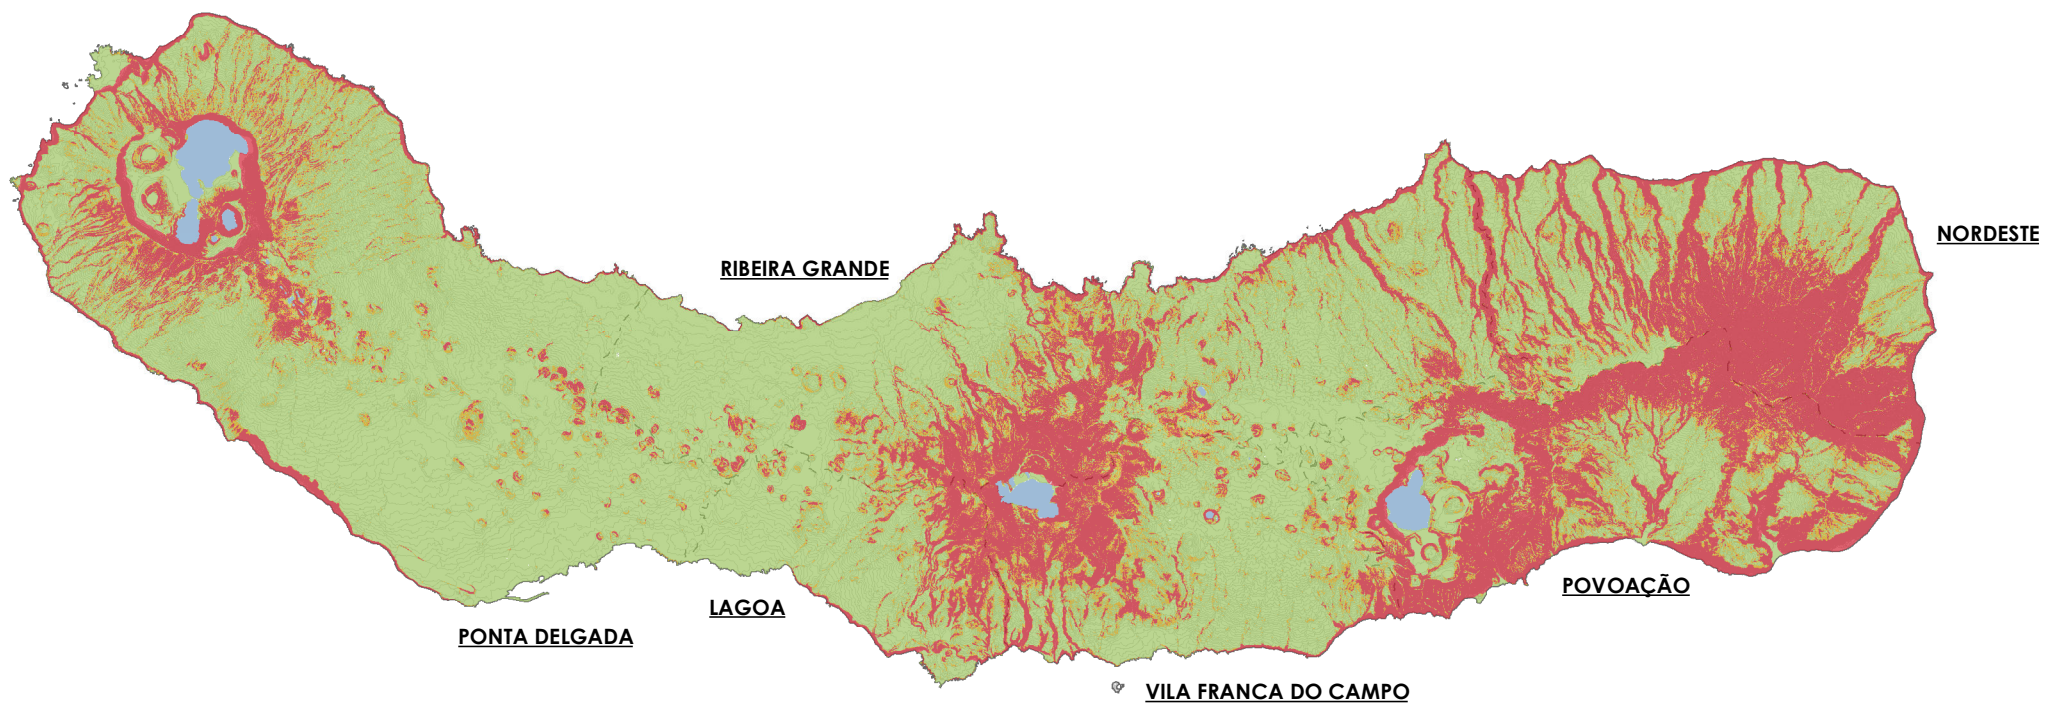 NORDESTE
RIBEIRA GRANDE
POVOAÇÃO
LAGOA
PONTA DELGADA
VILA FRANCA DO CAMPO